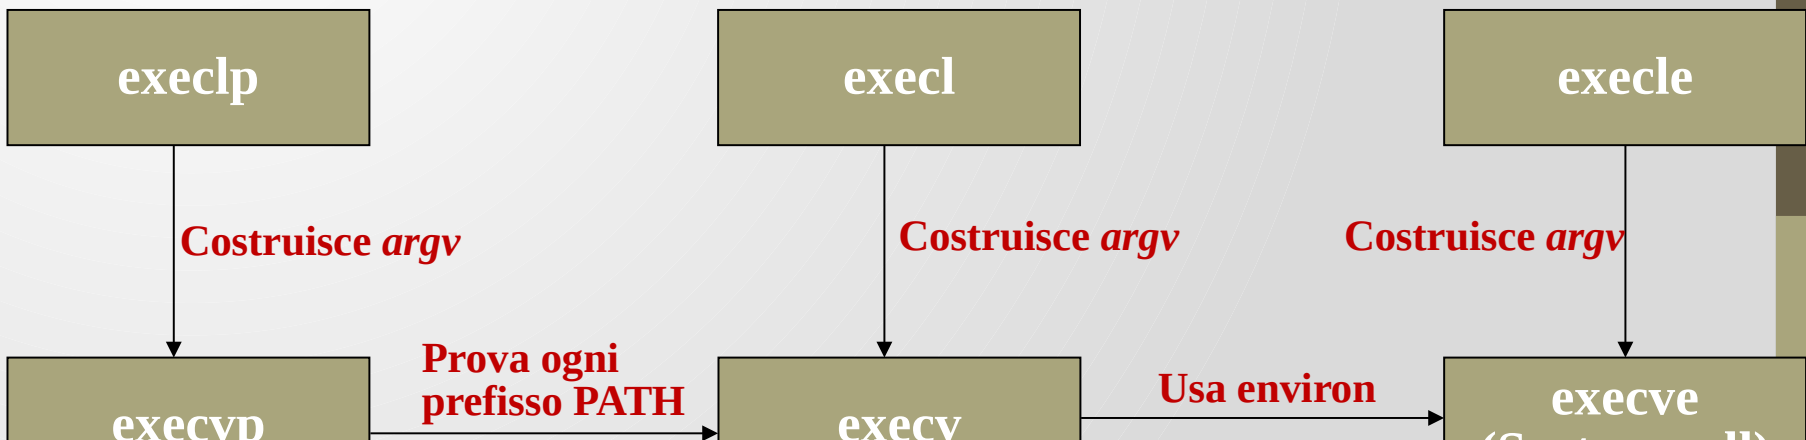 execlp
execl
execle
Costruisce argv
Costruisce argv
Costruisce argv
Prova ogni
prefisso PATH
Usa environ
execvp
execv
execve